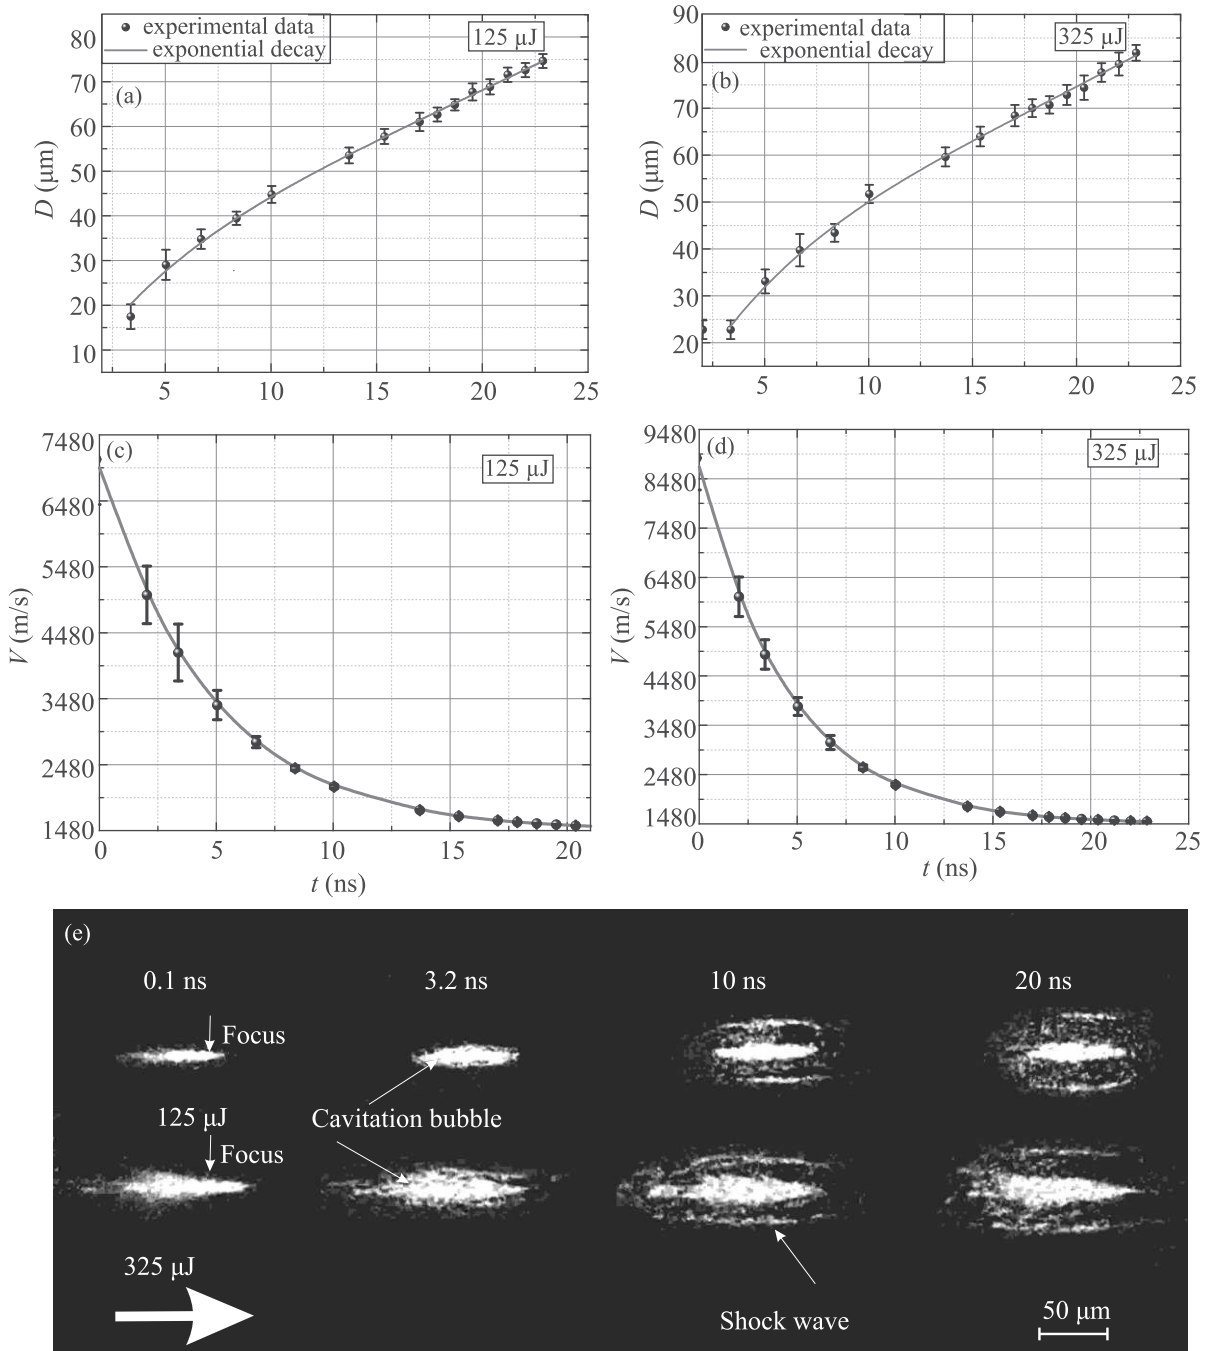 experimental data
exponential decay
125 μJ
(a)
80
70
60
50
40
30
20
10
D (μm)
5
10
15
20
25
experimental data
exponential decay
325 μJ
(b)
90
80
70
60
50
40
30
20
D (μm)
5
10
15
20
25
(c)
125 μJ
7480
6480
5480
4480
3480
2480
1480
V (m/s)
0
5
10
15
20
t (ns)
(d)
325 μJ
9480
8480
7480
6480
5480
4480
3480
2480
1480
V (m/s)
0
5
10
15
20
25
t (ns)
(e)
0.1 ns
3.2 ns
10 ns
20 ns
Focus
125 μJ
Cavitation bubble
Focus
325 μJ
Shock wave
50 μm